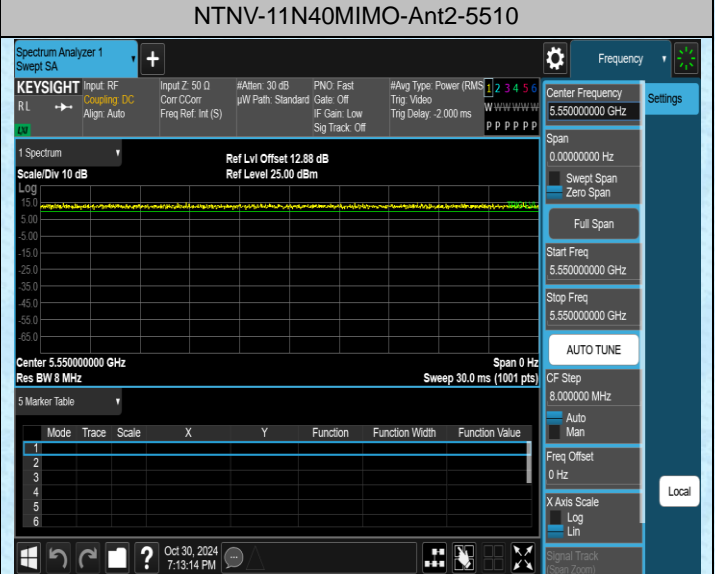 NTNV-11N40MIMO-Ant2-5510
Spectrum Analyzer 1
Swept SA
Frequency
KEYSIGHT
RL
LXI
Input: RF
Coupling: DC
Align: Auto
Input Z: 50 Ω
Corr CCorr
Freq Ref: Int (S)
#Atten: 30 dB
µW Path: Standard
PNO: Fast
Gate: Off
IF Gain: Low
Sig Track: Off
#Avg Type: Power (RMS
Trig: Video
Trig Delay: -2.000 ms
1 2 3 4 5 6
W W W W W W
P P P P P P
1 Spectrum
Scale/Div 10 dB
Ref Lvl Offset 12.88 dB
Ref Level 25.00 dBm
Log
15.0
5.00
-5.00
-15.0
-25.0
-35.0
-45.0
-55.0
-65.0
Center 5.550000000 GHz
Span 0 Hz
Res BW 8 MHz
Sweep 30.0 ms (1001 pts)
5 Marker Table
Mode Trace Scale X Y Function Function Width Function Value
1
2
3
4
5
6
Oct 30, 2024
7:13:14 PM
Center Frequency
5.550000000 GHz
Settings
Span
0.00000000 Hz
Swept Span
Zero Span
Full Span
Start Freq
5.550000000 GHz
Stop Freq
5.550000000 GHz
AUTO TUNE
CF Step
8.000000 MHz
Auto
Man
Freq Offset
0 Hz
X Axis Scale
Log
Lin
Local
Signal Track
(Span Zoom)